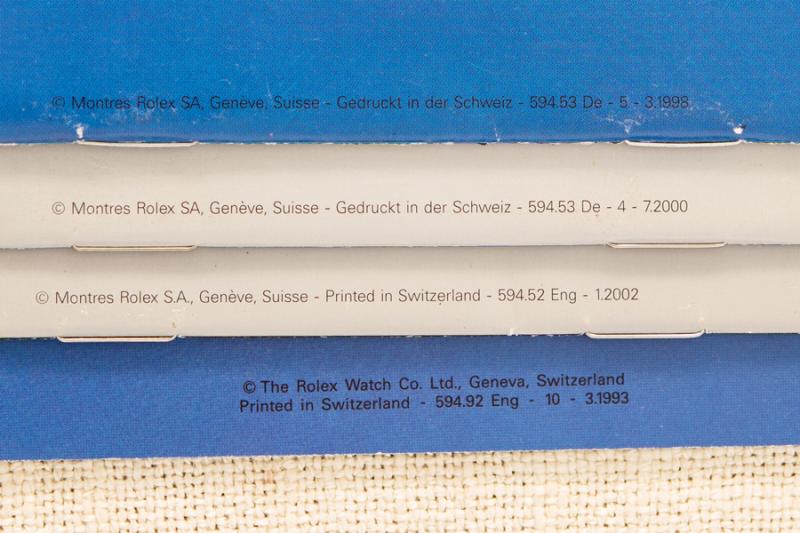 © Montres Rolex SA, Genève, Suisse - Gedruckt in der Schweiz - 594.53 De - 5 - 3.1998
© Montres Rolex SA, Genève, Suisse - Gedruckt in der Schweiz - 594.53 De - 4 - 7.2000
© Montres Rolex S.A., Genève, Suisse - Printed in Switzerland - 594.52 Eng - 1.2002
© The Rolex Watch Co. Ltd., Geneva, Switzerland
Printed in Switzerland - 594.92 Eng - 10 - 3.1993